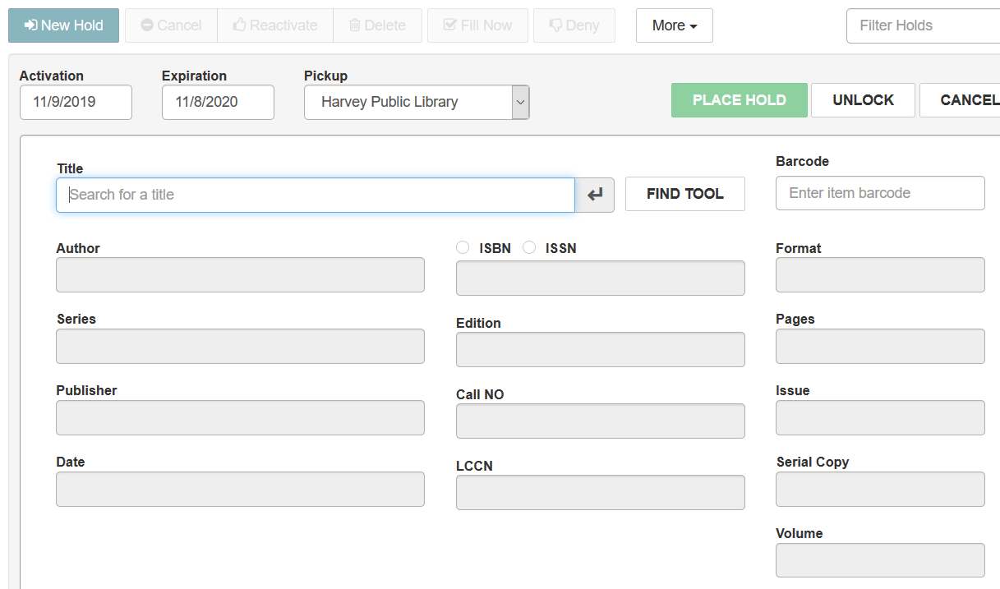 New Hold Cancel Reactivate Delete Fill Now Deny More Filter Holds
Activation Expiration Pickup
11/9/2019 11/8/2020 Harvey Public Library PLACE HOLD UNLOCK CANCEL
Title Barcode
Search for a title FIND TOOL Enter item barcode
Author ISBN ISSN Format
Series Edition Pages
Publisher Call NO Issue
Date LCCN Serial Copy
Volume